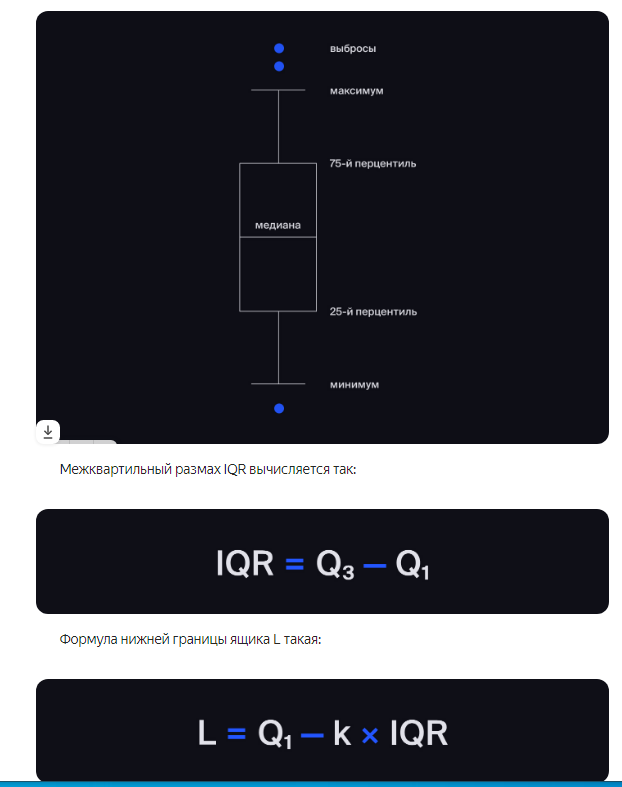 выбросы
максимум
75-й перцентиль
медиана
25-й перцентиль
минимум
Межквартильный размах IQR вычисляется так:
IQR = Q₃ — Q₁
Формула нижней границы ящика L такая:
L = Q₁ — k × IQR